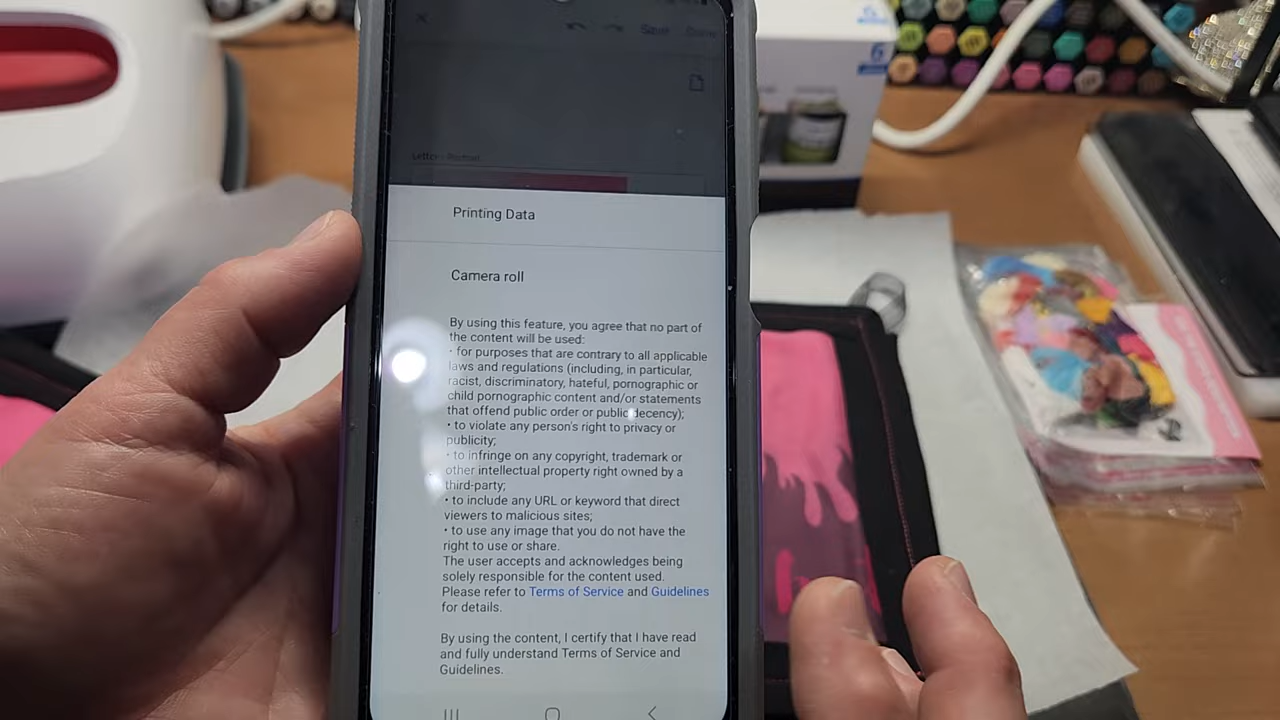 Save
Letter - Portrait
Printing Data
Camera roll
By using this feature, you agree that no part of
the content will be used:
• for purposes that are contrary to all applicable
laws and regulations (including, in particular,
racist, discriminatory, hateful, pornographic or
child pornographic content and/or statements
that offend public order or public decency);
• to violate any person's right to privacy or
publicity;
• to infringe on any copyright, trademark or
other intellectual property right owned by a
third-party;
• to include any URL or keyword that direct
viewers to malicious sites;
• to use any image that you do not have the
right to use or share.
The user accepts and acknowledges being
solely responsible for the content used.
Please refer to Terms of Service and Guidelines
for details.
By using the content, I certify that I have read
and fully understand Terms of Service and
Guidelines.
6